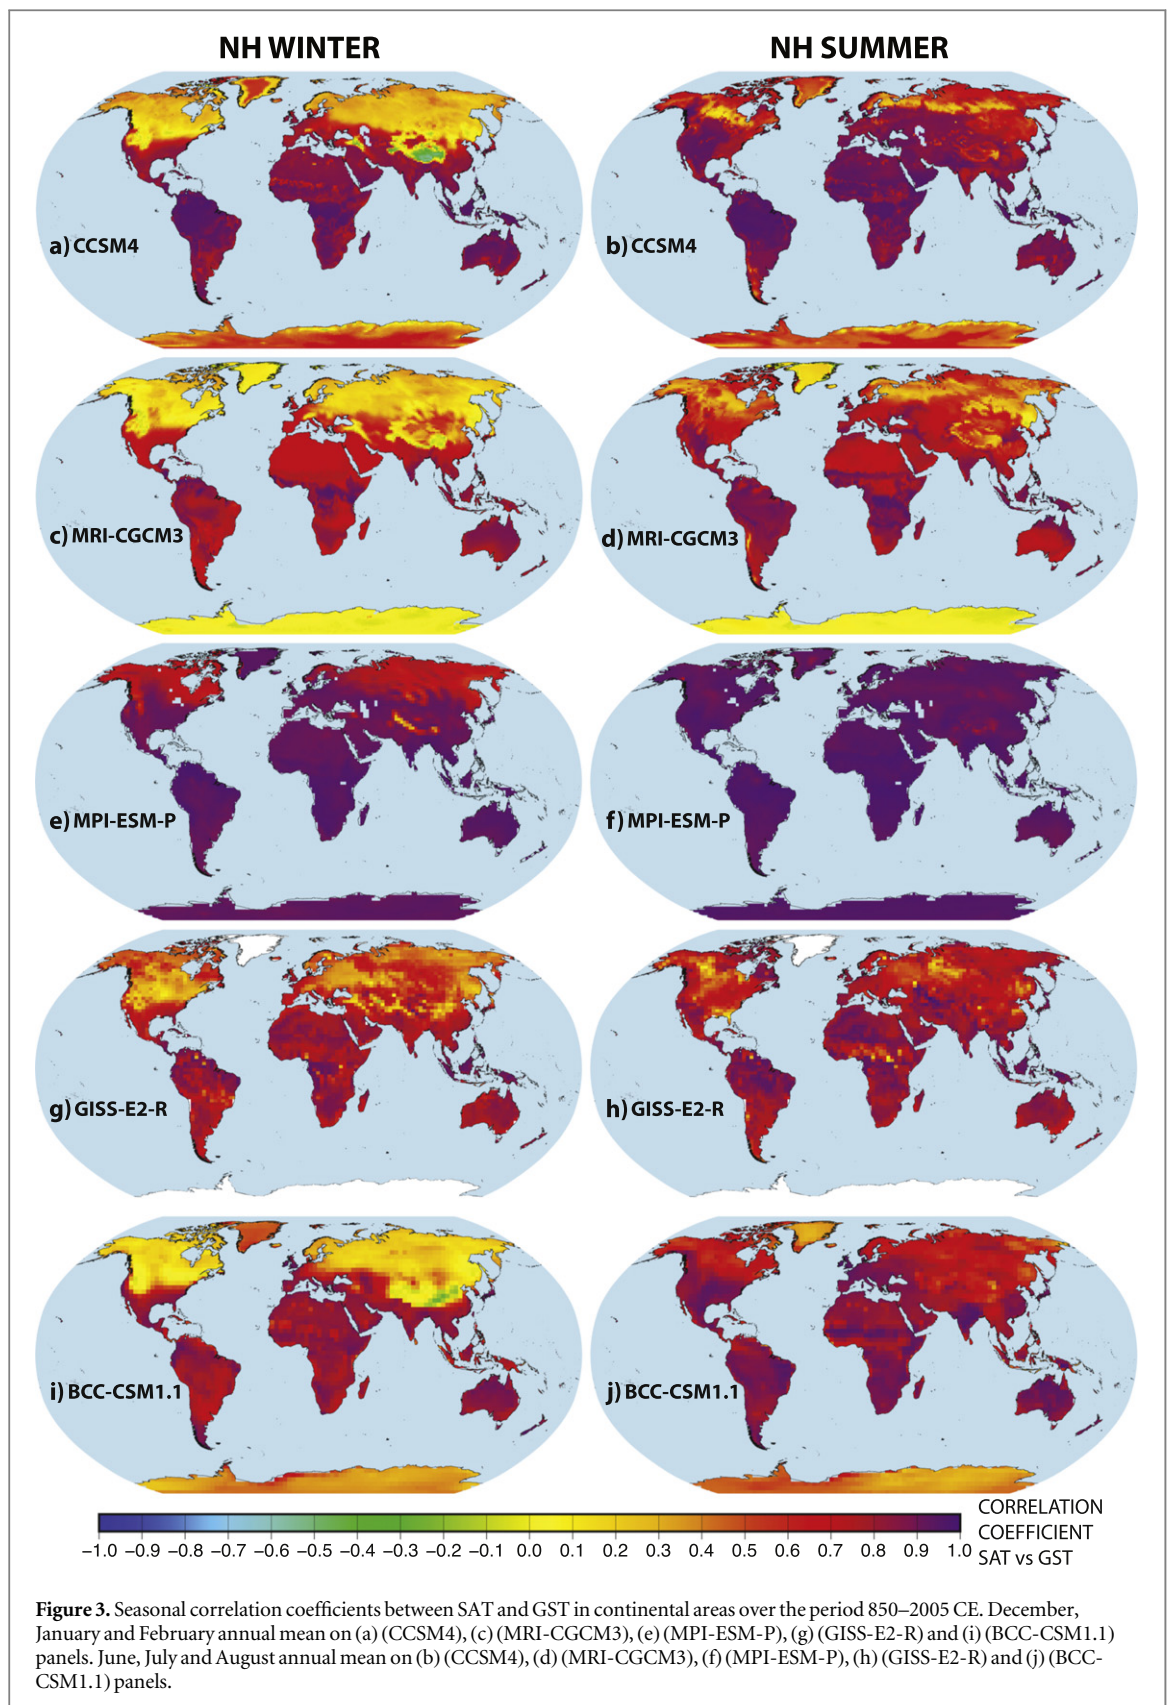 NH WINTER
NH SUMMER
a) CCSM4
b) CCSM4
c) MRI-CGCM3
d) MRI-CGCM3
e) MPI-ESM-P
f) MPI-ESM-P
g) GISS-E2-R
h) GISS-E2-R
i) BCC-CSM1.1
j) BCC-CSM1.1
CORRELATION
COEFFICIENT
SAT vs GST
−1.0 −0.9 −0.8 −0.7 −0.6 −0.5 −0.4 −0.3 −0.2 −0.1 0.0 0.1 0.2 0.3 0.4 0.5 0.6 0.7 0.8 0.9 1.0
Figure 3. Seasonal correlation coefficients between SAT and GST in continental areas over the period 850–2005 CE. December,
January and February annual mean on (a) (CCSM4), (c) (MRI-CGCM3), (e) (MPI-ESM-P), (g) (GISS-E2-R) and (i) (BCC-CSM1.1)
panels. June, July and August annual mean on (b) (CCSM4), (d) (MRI-CGCM3), (f) (MPI-ESM-P), (h) (GISS-E2-R) and (j) (BCC-
CSM1.1) panels.